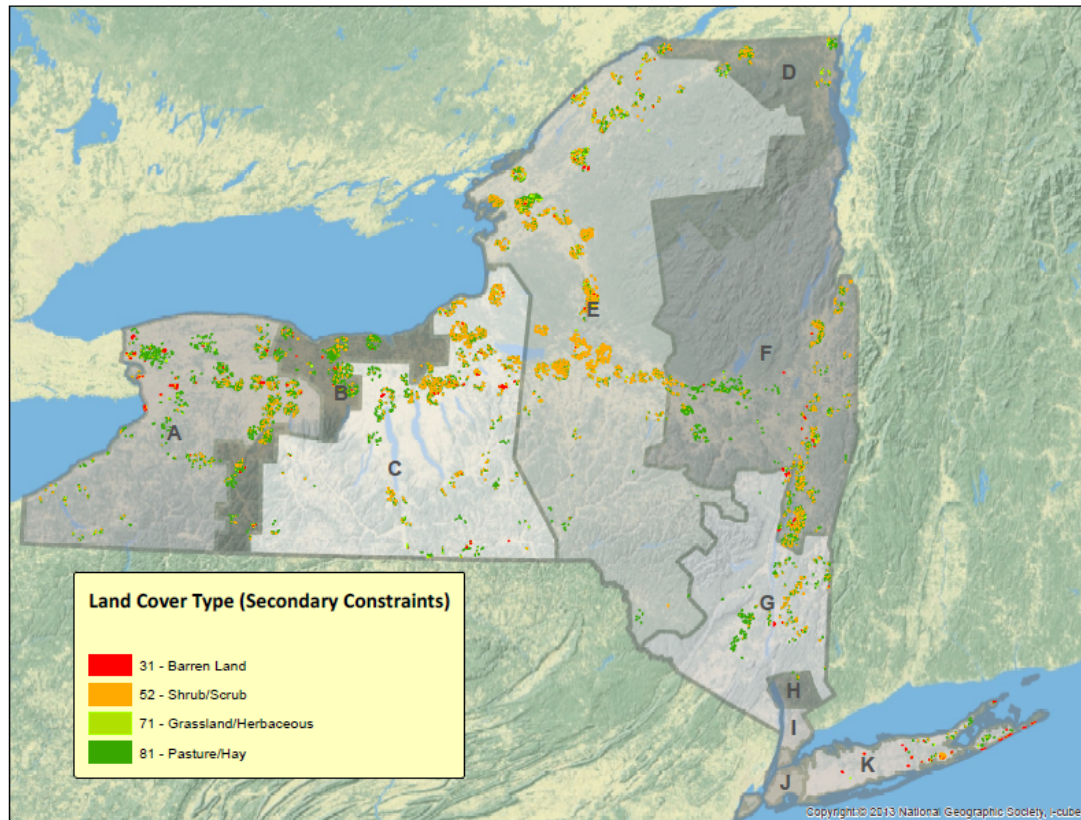 D
E
F
B
A
C
G
H
I
J
K
Land Cover Type (Secondary Constraints)
31 - Barren Land
52 - Shrub/Scrub
71 - Grassland/Herbaceous
81 - Pasture/Hay
Copyright:© 2013 National Geographic Society, i-cube